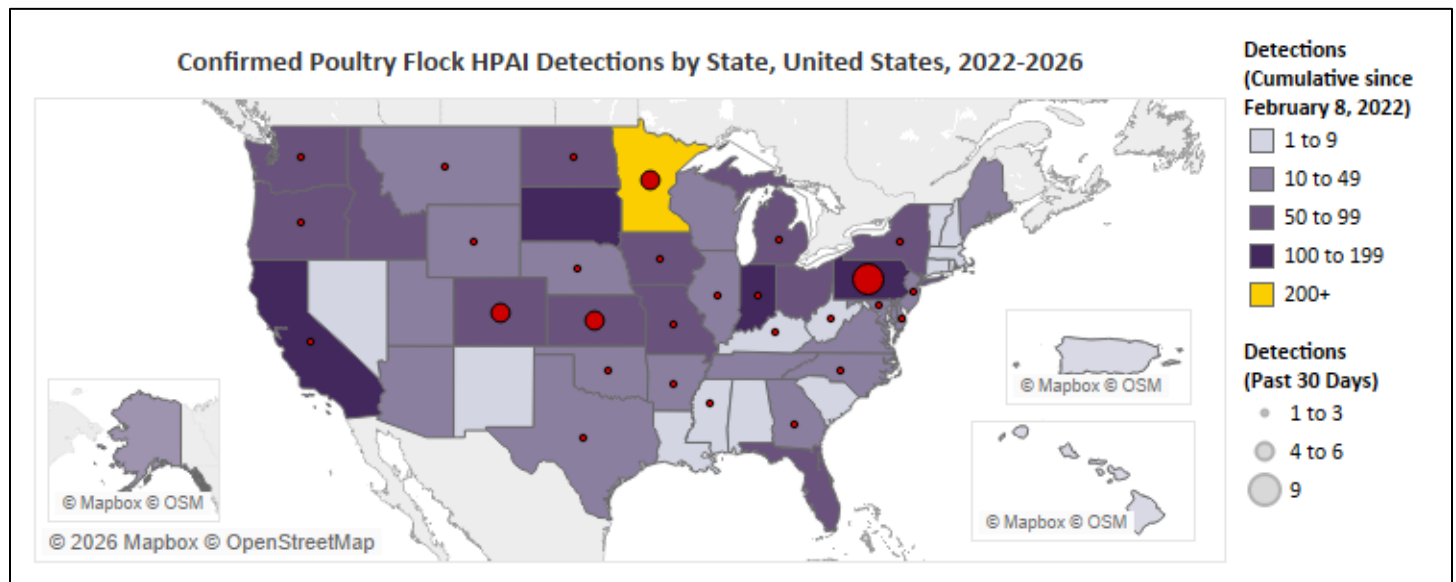 Confirmed Poultry Flock HPAI Detections by State, United States, 2022-2026
Detections
(Cumulative since
February 8, 2022)
1 to 9
10 to 49
50 to 99
100 to 199
200+
Detections
(Past 30 Days)
1 to 3
4 to 6
9
© Mapbox © OSM
© Mapbox © OSM
© Mapbox © OSM
© 2026 Mapbox © OpenStreetMap